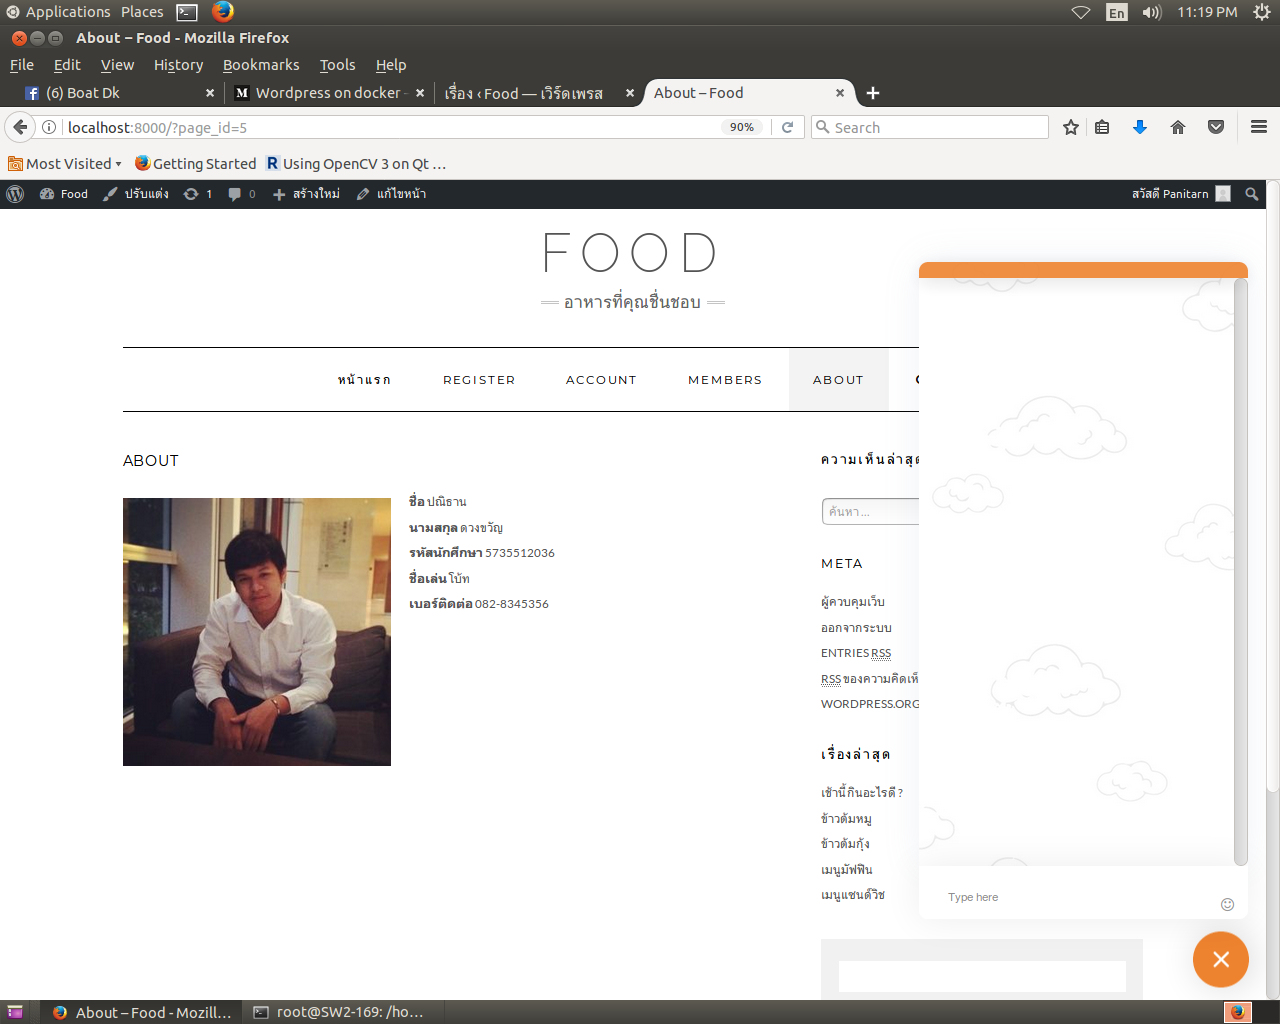 Applications Places En 11:19 PM
About – Food - Mozilla Firefox
File Edit View History Bookmarks Tools Help
(6) Boat Dk Wordpress on docker - เรื่อง ‹ Food — เวิร์ดเพรส About – Food
localhost:8000/?page_id=5 90% Search
Most Visited Getting Started Using OpenCV 3 on Qt ...
Food ปรับแต่ง 1 0 สร้างใหม่ แก้ไขหน้า สวัสดี Panitarn
FOOD
อาหารที่คุณชื่นชอบ
หน้าแรก REGISTER ACCOUNT MEMBERS ABOUT
ABOUT
ชื่อ ปณิธาน
นามสกุล ดวงขวัญ
รหัสนักศึกษา 5735512036
ชื่อเล่น โบ้ท
เบอร์ติดต่อ 082-8345356
ความเห็นล่าสุด
ค้นหา ...
META
ผู้ควบคุมเว็บ
ออกจากระบบ
ENTRIES RSS
RSS ของความคิดเห็
WORDPRESS.ORG
เรื่องล่าสุด
เช้านี้กินอะไรดี ?
ข้าวต้มหมู
ข้าวต้มกุ้ง
เมนูมัฟฟิน
เมนูแซนด์วิช
Type here
About – Food - Mozill... root@SW2-169: /ho...